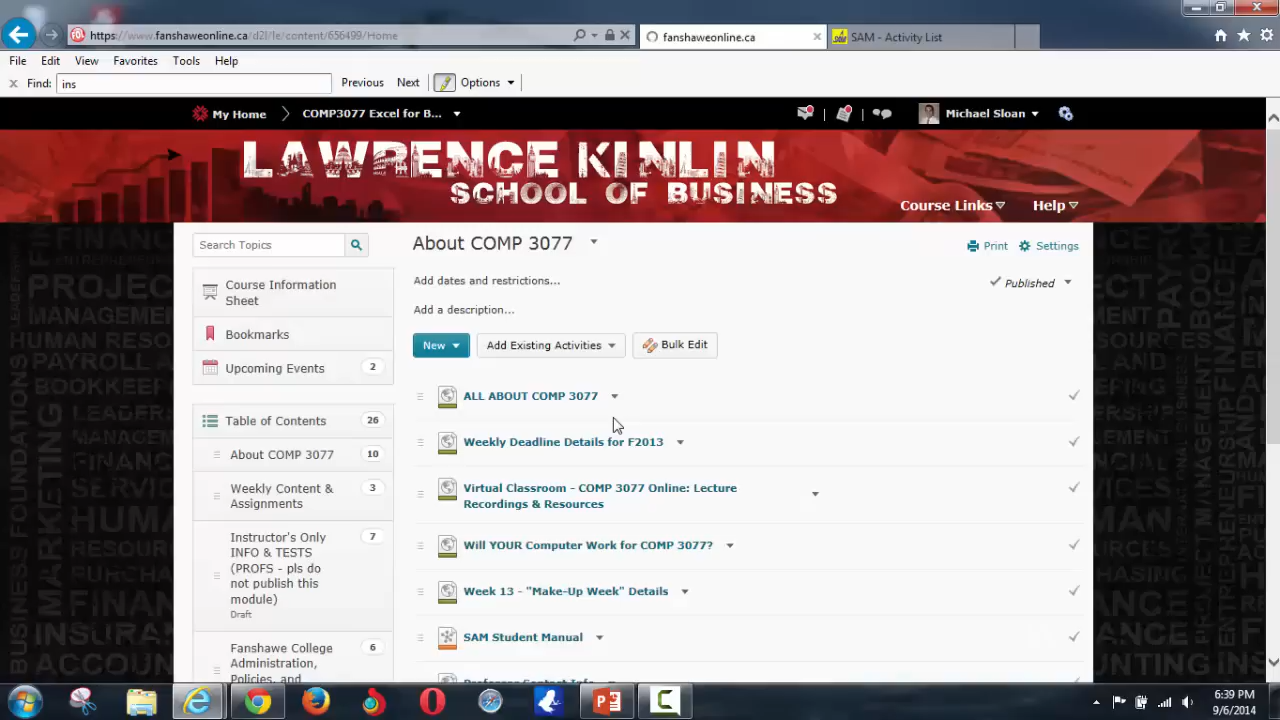 https://www.fanshaweonline.ca/d2l/le/content/656499/Home
fanshaweonline.ca
SAM - Activity List
File Edit View Favorites Tools Help
Find: ins Previous Next Options
My Home COMP3077 Excel for B... Michael Sloan
LAWRENCE KINLIN
SCHOOL OF BUSINESS
Course Links Help
Search Topics
About COMP 3077
Print Settings
Add dates and restrictions...
Published
Add a description...
New Add Existing Activities Bulk Edit
Course Information
Sheet
Bookmarks
Upcoming Events 2
Table of Contents 26
About COMP 3077 10
Weekly Content & 3
Assignments
Instructor's Only 7
INFO & TESTS
(PROFS - pls do
not publish this
module)
Draft
Fanshawe College 6
Administration,
Policies, and
ALL ABOUT COMP 3077
Weekly Deadline Details for F2013
Virtual Classroom - COMP 3077 Online: Lecture
Recordings & Resources
Will YOUR Computer Work for COMP 3077?
Week 13 - "Make-Up Week" Details
SAM Student Manual
6:39 PM
9/6/2014